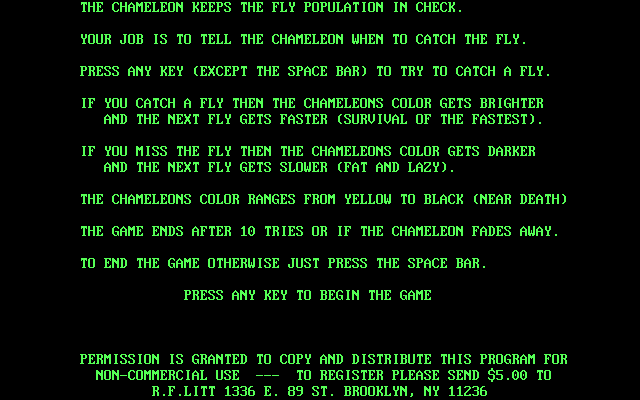 THE CHAMELEON KEEPS THE FLY POPULATION IN CHECK.
YOUR JOB IS TO TELL THE CHAMELEON WHEN TO CATCH THE FLY.
PRESS ANY KEY (EXCEPT THE SPACE BAR) TO TRY TO CATCH A FLY.
IF YOU CATCH A FLY THEN THE CHAMELEONS COLOR GETS BRIGHTER
AND THE NEXT FLY GETS FASTER (SURVIVAL OF THE FASTEST).
IF YOU MISS THE FLY THEN THE CHAMELEONS COLOR GETS DARKER
AND THE NEXT FLY GETS SLOWER (FAT AND LAZY).
THE CHAMELEONS COLOR RANGES FROM YELLOW TO BLACK (NEAR DEATH)
THE GAME ENDS AFTER 10 TRIES OR IF THE CHAMELEON FADES AWAY.
TO END THE GAME OTHERWISE JUST PRESS THE SPACE BAR.
PRESS ANY KEY TO BEGIN THE GAME
PERMISSION IS GRANTED TO COPY AND DISTRIBUTE THIS PROGRAM FOR
NON-COMMERCIAL USE --- TO REGISTER PLEASE SEND $5.00 TO
R.F.LITT 1336 E. 89 ST. BROOKLYN, NY 11236